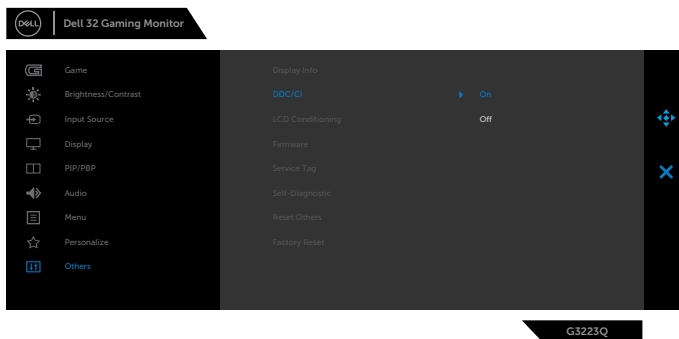 DELL
Dell 32 Gaming Monitor
Game
Display Info
Brightness/Contrast
DDC/CI
On
Input Source
LCD Conditioning
Off
Display
Firmware
PIP/PBP
Service Tag
Audio
Self-Diagnostic
Menu
Reset Others
Personalize
Factory Reset
Others
G3223Q